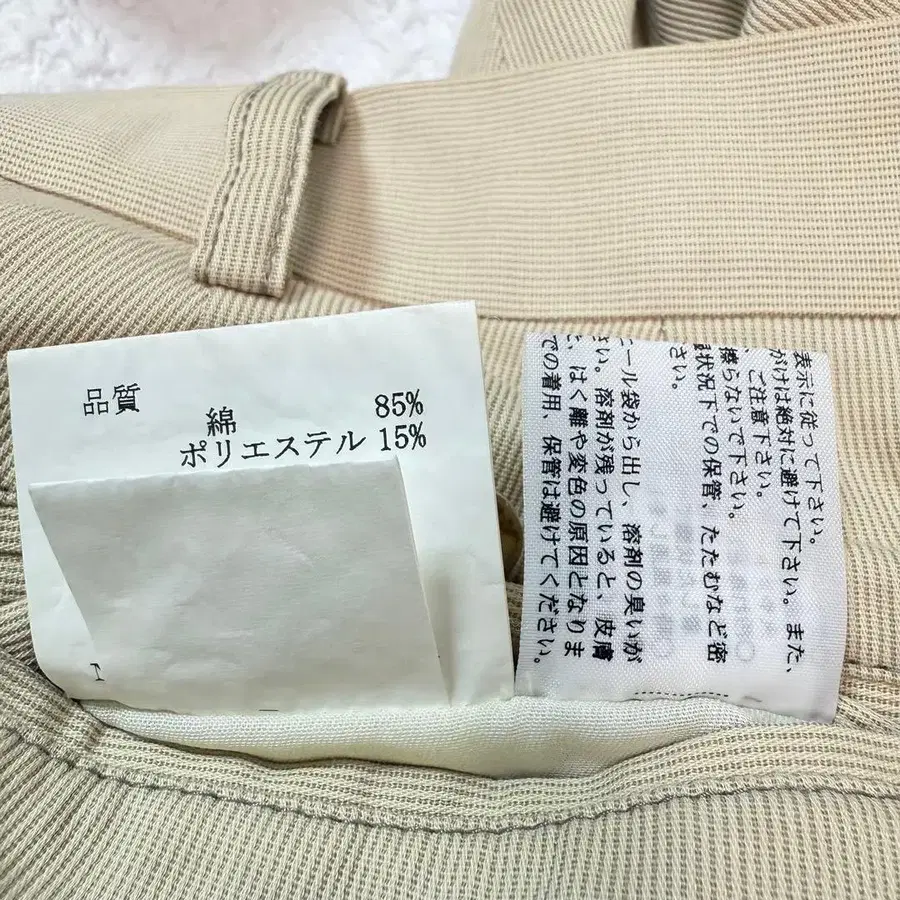 品質
綿 85%
ポリエステル 15%
表示に従って下さい。
がけは絶対に避けて下さい。また、
、ご注意下さい。
擦らないで下さい。
状況下での保管、たたむなど密
さい。
ニール袋から出し、溶剤の臭いが
さい。溶剤が残っていると、皮膚
、はく離や変色の原因となりま
での着用、保管は避けてください。